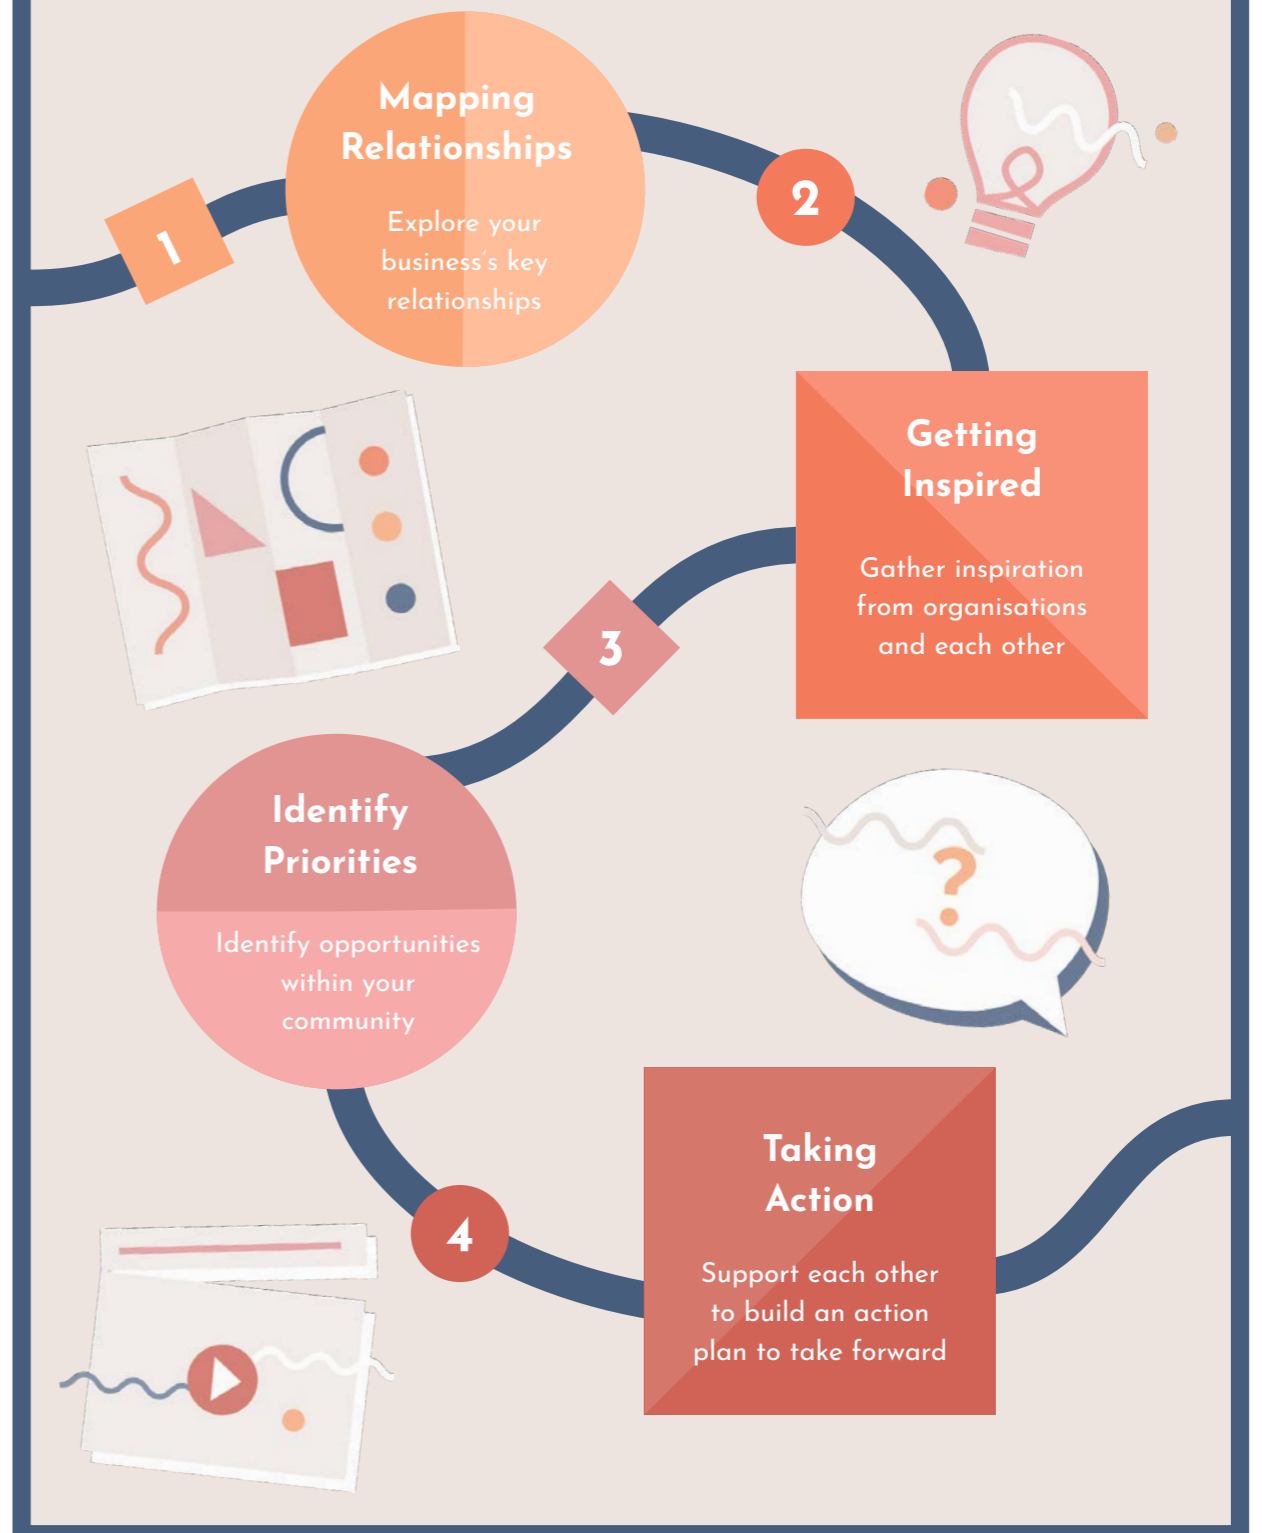 1
Mapping
Relationships
Explore your
business's key
relationships
2
Getting
Inspired
Gather inspiration
from organisations
and each other
3
Identify
Priorities
Identify opportunities
within your
community
?
4
Taking
Action
Support each other
to build an action
plan to take forward